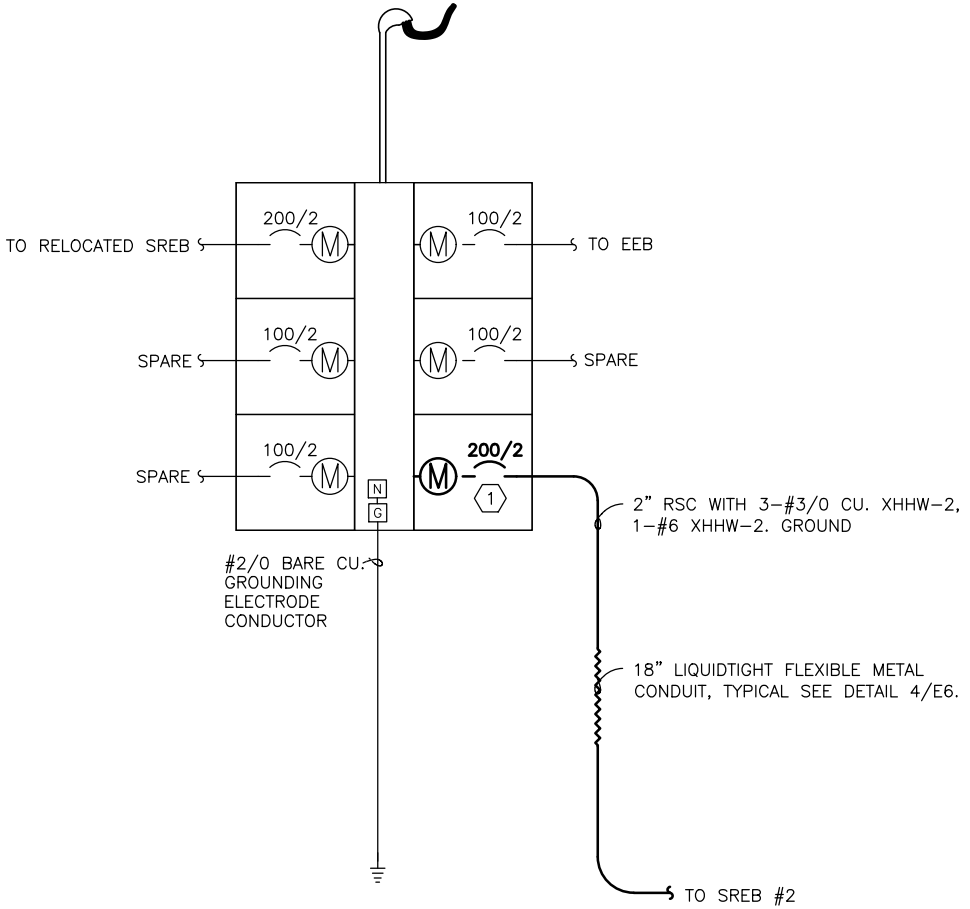 200/2
100/2
TO RELOCATED SREB
M
M
TO EEB
100/2
100/2
SPARE
M
M
SPARE
100/2
200/2
SPARE
M
M
N
1
G
2" RSC WITH 3-#3/0 CU. XHHW-2,
1-#6 XHHW-2. GROUND
#2/0 BARE CU.
GROUNDING
ELECTRODE
CONDUCTOR
18" LIQUIDTIGHT FLEXIBLE METAL
CONDUIT, TYPICAL SEE DETAIL 4/E6.
TO SREB #2